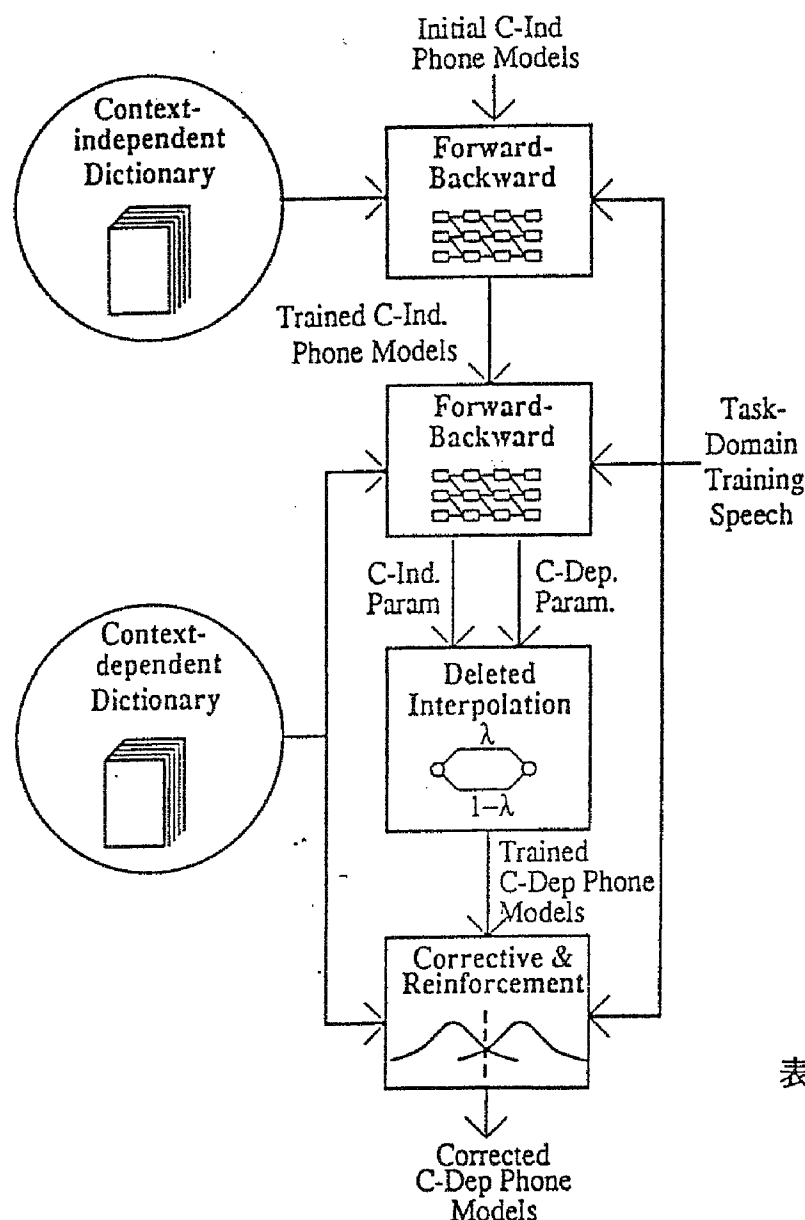 Initial C-Ind
Phone Models
Context-
independent
Dictionary
Forward-
Backward
Trained C-Ind.
Phone Models
Forward-
Backward
Task-
Domain
Training
Speech
C-Ind.
Param
C-Dep.
Param.
Context-
dependent
Dictionary
Deleted
Interpolation
λ
1-λ
Trained
C-Dep Phone
Models
Corrective &
Reinforcement
表
Corrected
C-Dep Phone
Models